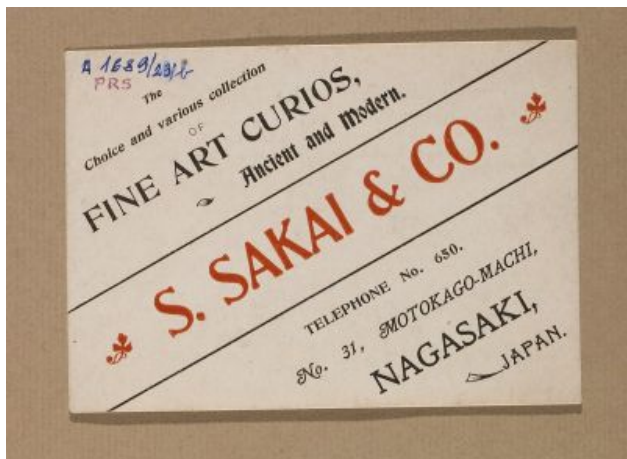 A 1689/23/b
PRS
The
Choice and various collection
OF
FINE ART CURIOS,
Ancient and Modern.
S. SAKAI & CO.
TELEPHONE No. 650.
No. 31, MOTOKAGO-MACHI,
NAGASAKI,
JAPAN.